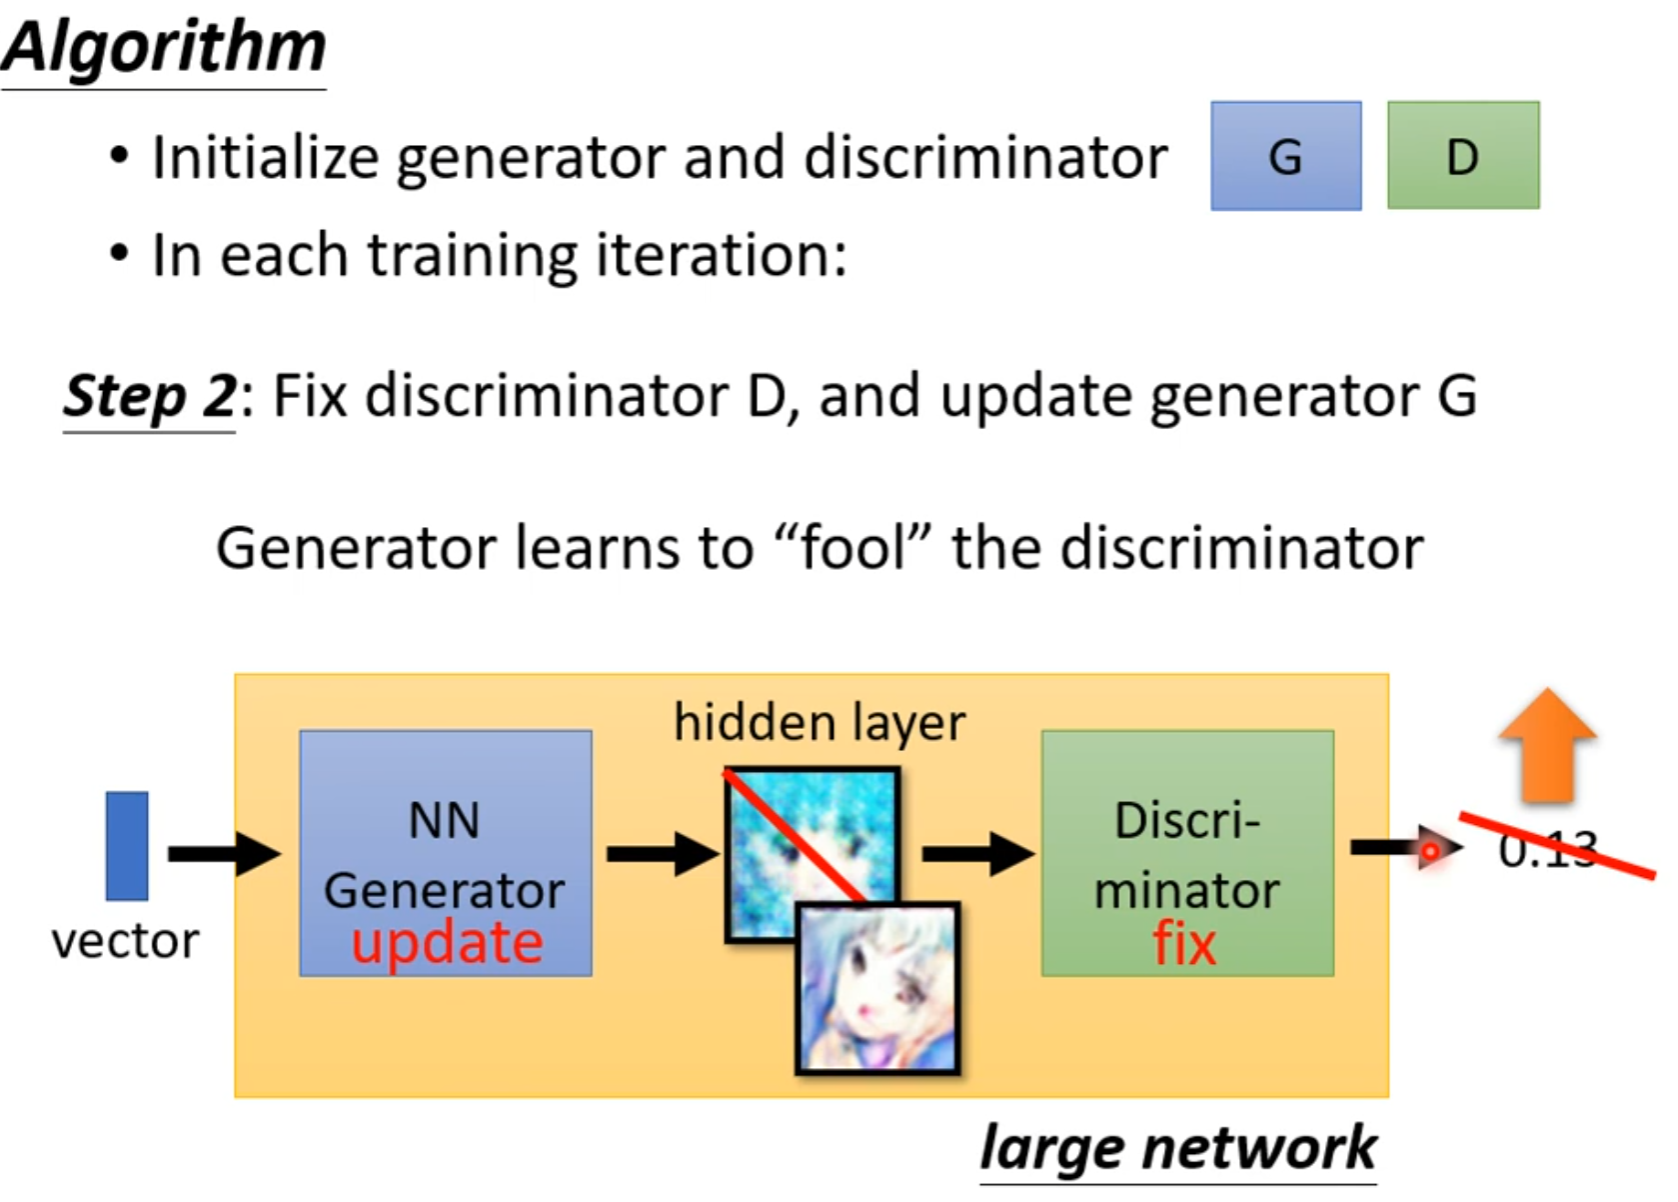 Algorithm
• Initialize generator and discriminator G D
• In each training iteration:
Step 2: Fix discriminator D, and update generator G
Generator learns to “fool” the discriminator
hidden layer
NN
Generator
update
Discri-
minator
fix
vector
0.13
large network